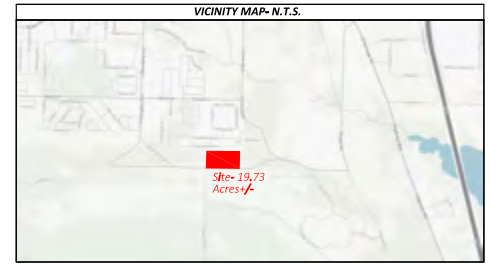 VICINITY MAP- N.T.S.
Site- 19.73
Acres+/-